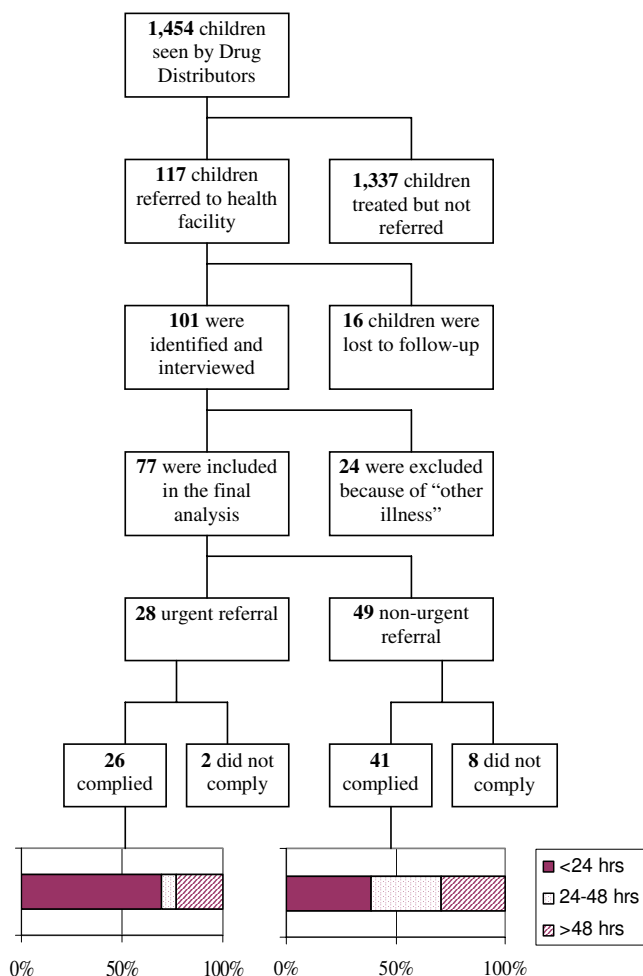 1,454 children
seen by Drug
Distributors
117 children
referred to health
facility
1,337 children
treated but not
referred
101 were
identified and
interviewed
16 children were
lost to follow-up
77 were included
in the final
analysis
24 were excluded
because of “other
illness”
28 urgent referral
49 non-urgent
referral
26
complied
2 did not
comply
41
complied
8 did not
comply
<24 hrs
24-48 hrs
>48 hrs
0% 50% 100%
0% 50% 100%